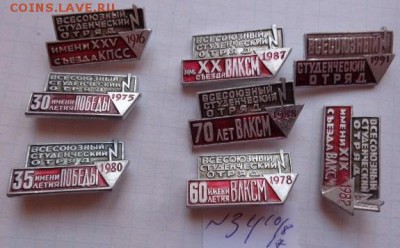 COINS.LAVE.RU
ВСЕСОЮЗНЫЙ
СТУДЕНЧЕСКИЙ
ОТРЯД
ИМЕНИ XXV
СЪЕЗДА КПСС
1976
ВСЕСОЮЗНЫЙ
СТУДЕНЧЕСКИЙ
ОТРЯД
1975
30 ИМЕНИ ЛЕТИЯ ПОБЕДЫ
ВСЕСОЮЗНЫЙ
СТУДЕНЧЕСКИЙ
ОТРЯД
1980
35 ИМЕНИ ЛЕТИЯ ПОБЕДЫ
ВСЕСОЮЗНЫЙ
СТУДЕНЧЕСКИЙ
ОТРЯД
1987
ИМ. XX СЪЕЗДА ВЛКСМ
ВСЕСОЮЗНЫЙ
СТУДЕНЧЕСКИЙ
ОТРЯД
1988
70 ЛЕТ ВЛКСМ
ВСЕСОЮЗНЫЙ
СТУДЕНЧЕСКИЙ
ОТРЯД
1978
60 ИМЕНИ ЛЕТИЯ ВЛКСМ
ВСЕСОЮЗНЫЙ
СТУДЕНЧЕСКИЙ
ОТРЯД
1991
ВСЕСОЮЗНЫЙ
СТУДЕНЧЕСКИЙ
ОТРЯД
ИМЕНИ XIX
СЪЕЗДА ВЛКСМ